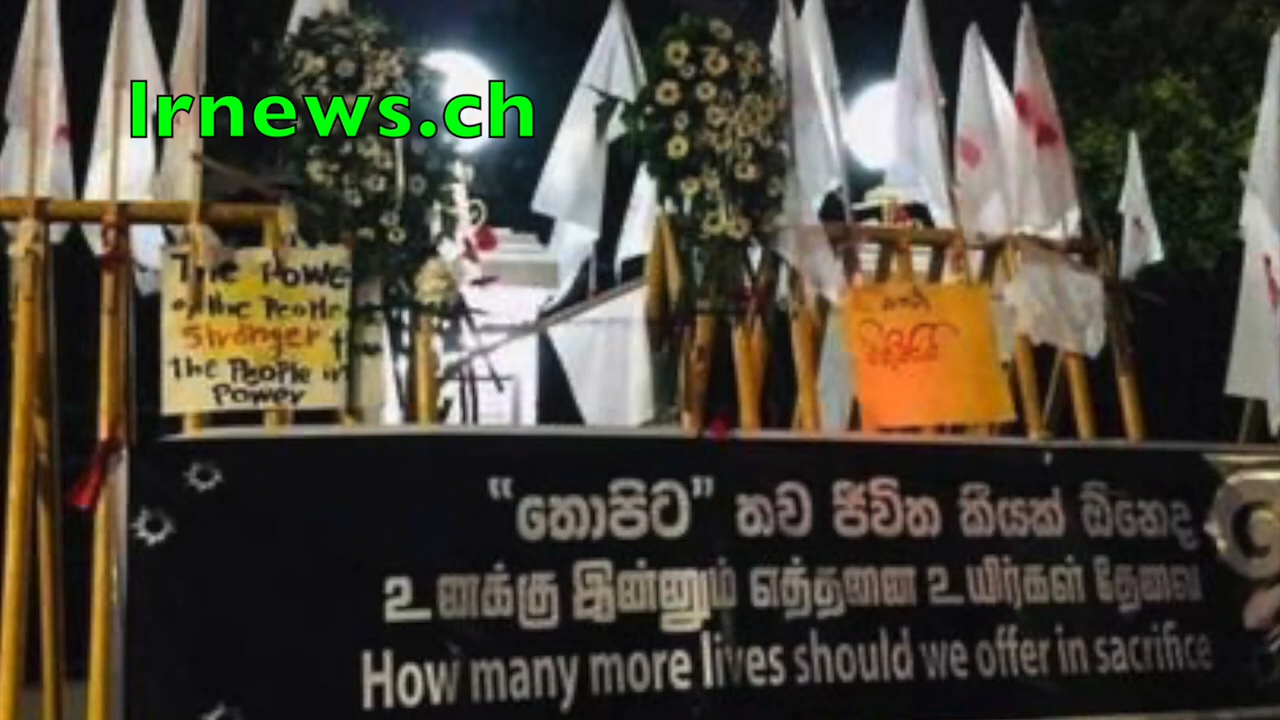 Irnews.ch
The Powe
of the People
Stronger
the People in
Power
"තොපිට" තව ජීවිත කීයක් ඕනෙද
உனக்கு இன்னும் எத்தனை உயிர்கள் தேவை
How many more lives should we offer in sacrifice